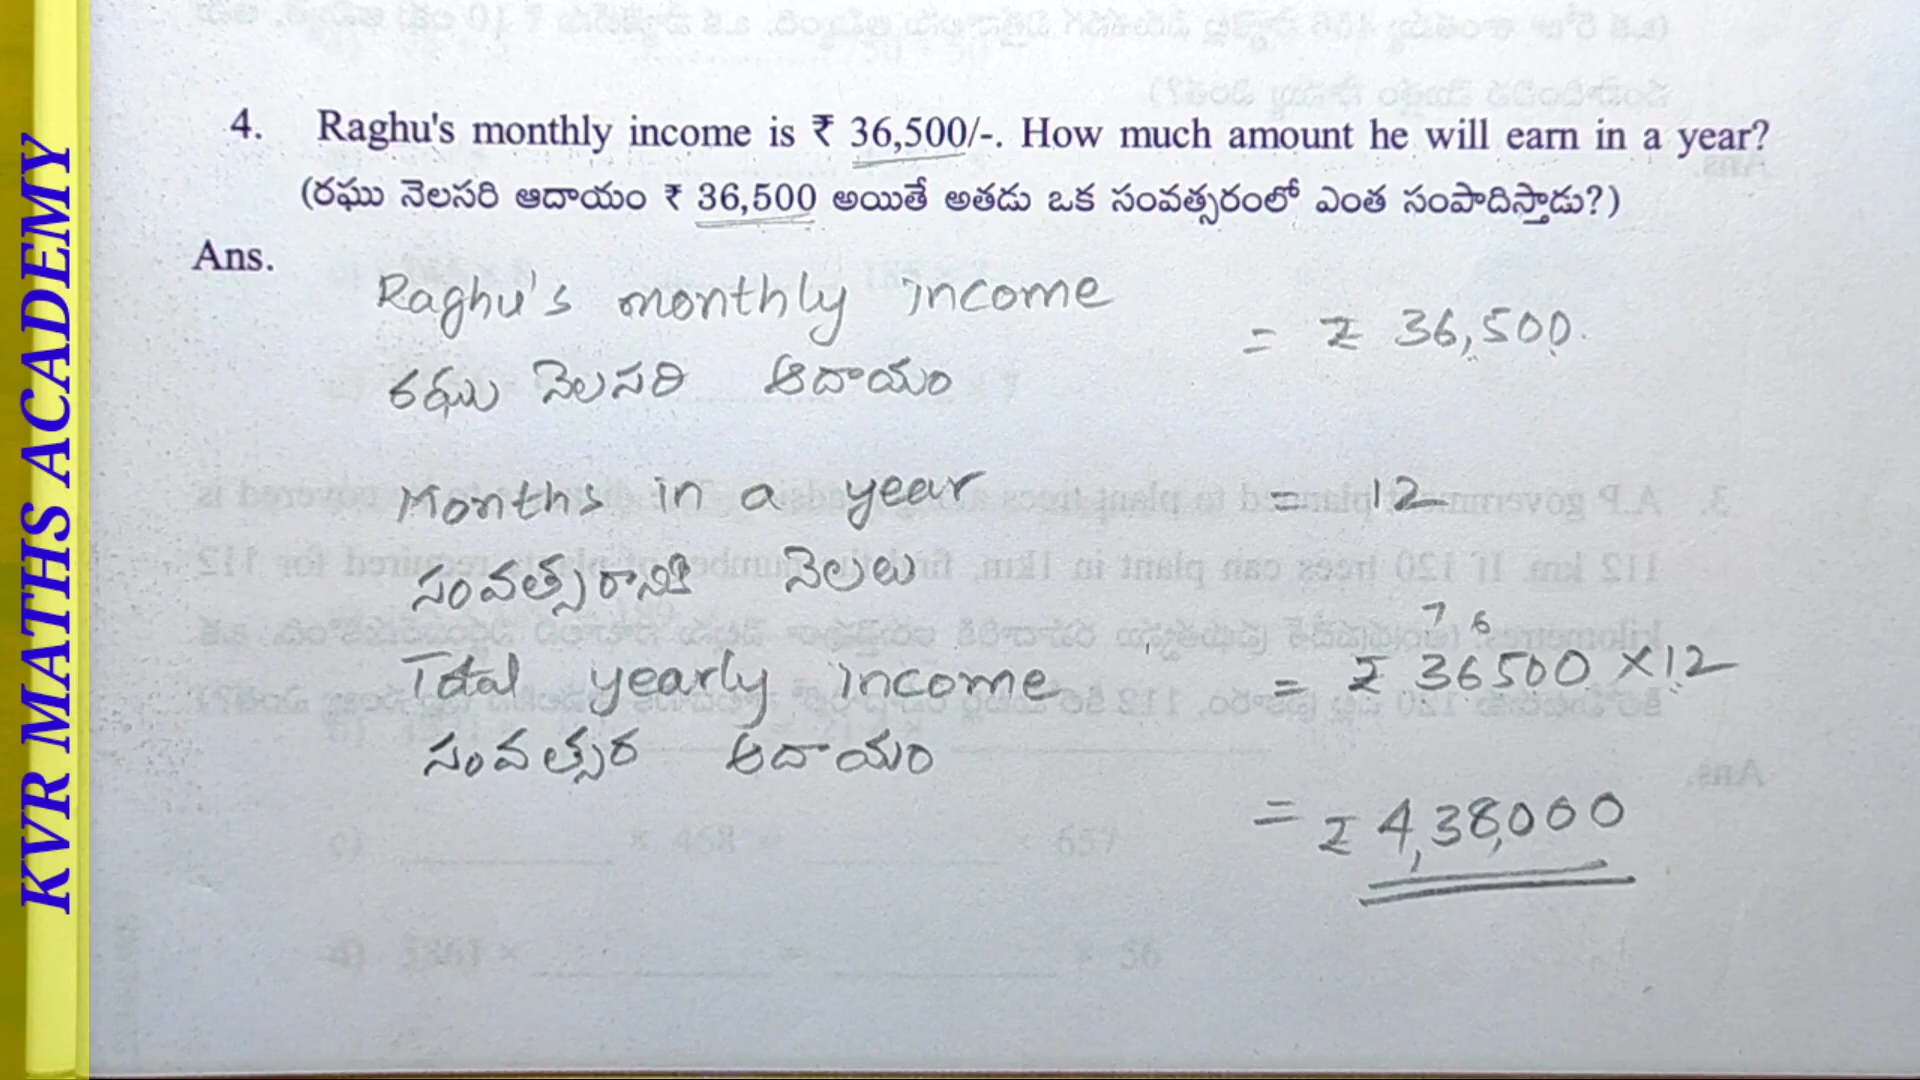 KVR MATHS ACADEMY
4. Raghu's monthly income is ₹ 36,500/-. How much amount he will earn in a year?
(రఘు నెలసరి ఆదాయం ₹ 36,500 అయితే అతడు ఒక సంవత్సరంలో ఎంత సంపాదిస్తాడు?)
Ans.
Raghu's monthly income = ₹ 36,500.
రఘు నెలసరి ఆదాయం
Months in a year = 12
సంవత్సరానికి నెలలు
7 6
Total yearly income = ₹ 36500 ×12
సంవత్సర ఆదాయం
= ₹ 4,38,000